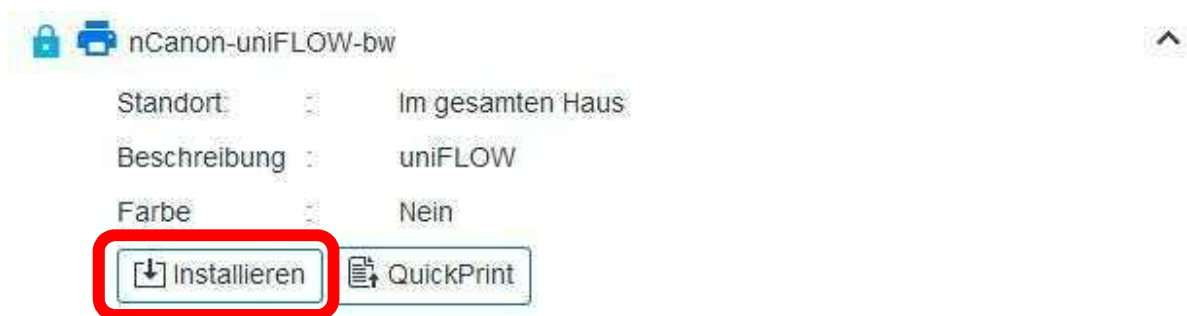 nCanon-uniFLOW-bw
Standort : Im gesamten Haus
Beschreibung : uniFLOW
Farbe : Nein
Installieren QuickPrint